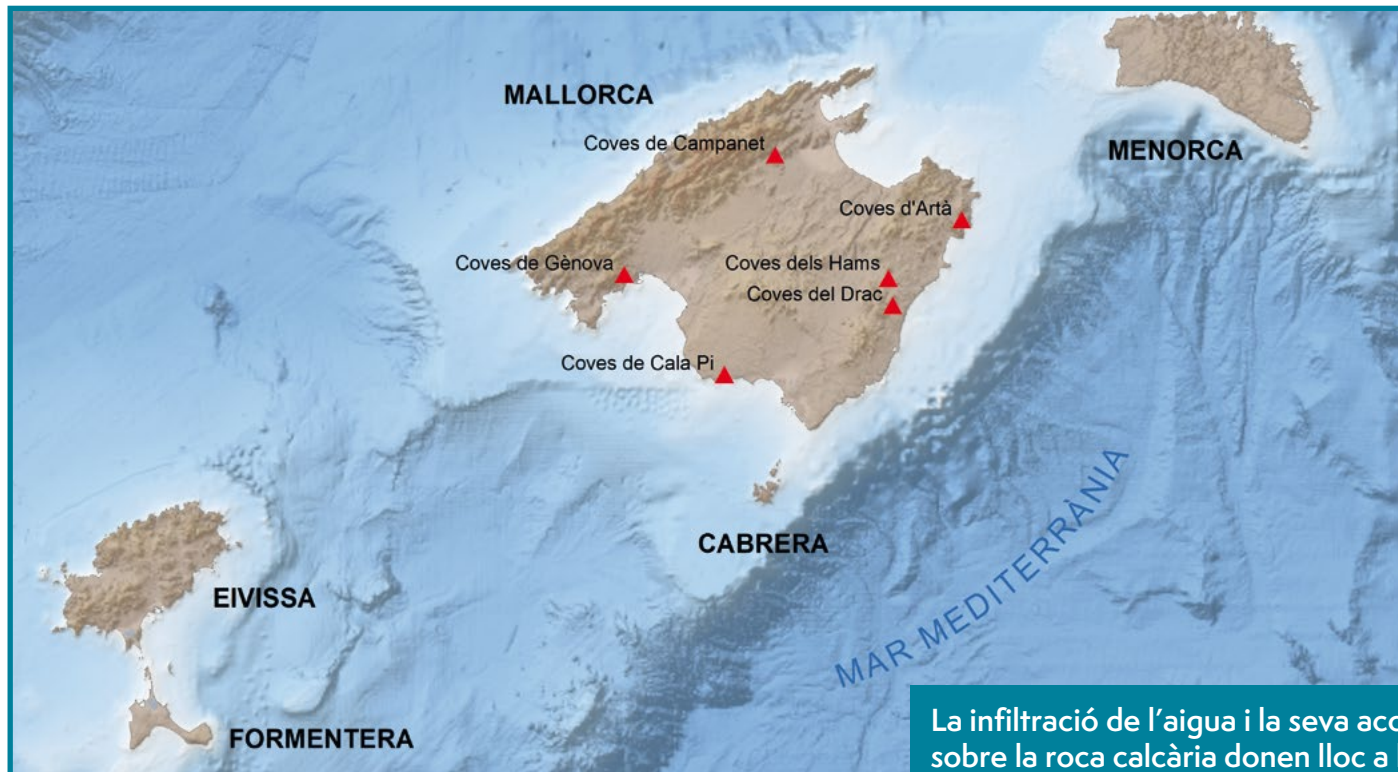 MALLORCA
Coves de Campanet
MENORCA
Coves d'Artà
Coves de Gènova
Coves dels Hams
Coves del Drac
Coves de Cala Pi
CABRERA
EIVISSA
MAR MEDITERRÀNIA
FORMENTERA
La infiltració de l'aigua i la seva acc
sobre la roca calcària donen lloc a